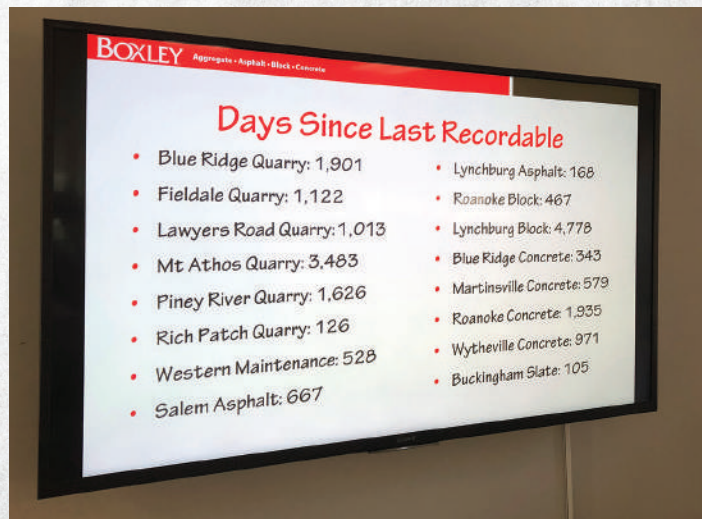 BOXLEY Aggregate • Asphalt • Block • Concrete
Days Since Last Recordable
• Blue Ridge Quarry: 1,901
• Fieldale Quarry: 1,122
• Lawyers Road Quarry: 1,013
• Mt Athos Quarry: 3,483
• Piney River Quarry: 1,626
• Rich Patch Quarry: 126
• Western Maintenance: 528
• Salem Asphalt: 667
• Lynchburg Asphalt: 168
• Roanoke Block: 467
• Lynchburg Block: 4,778
• Blue Ridge Concrete: 343
• Martinsville Concrete: 579
• Roanoke Concrete: 1,935
• Wytheville Concrete: 971
• Buckingham Slate: 105